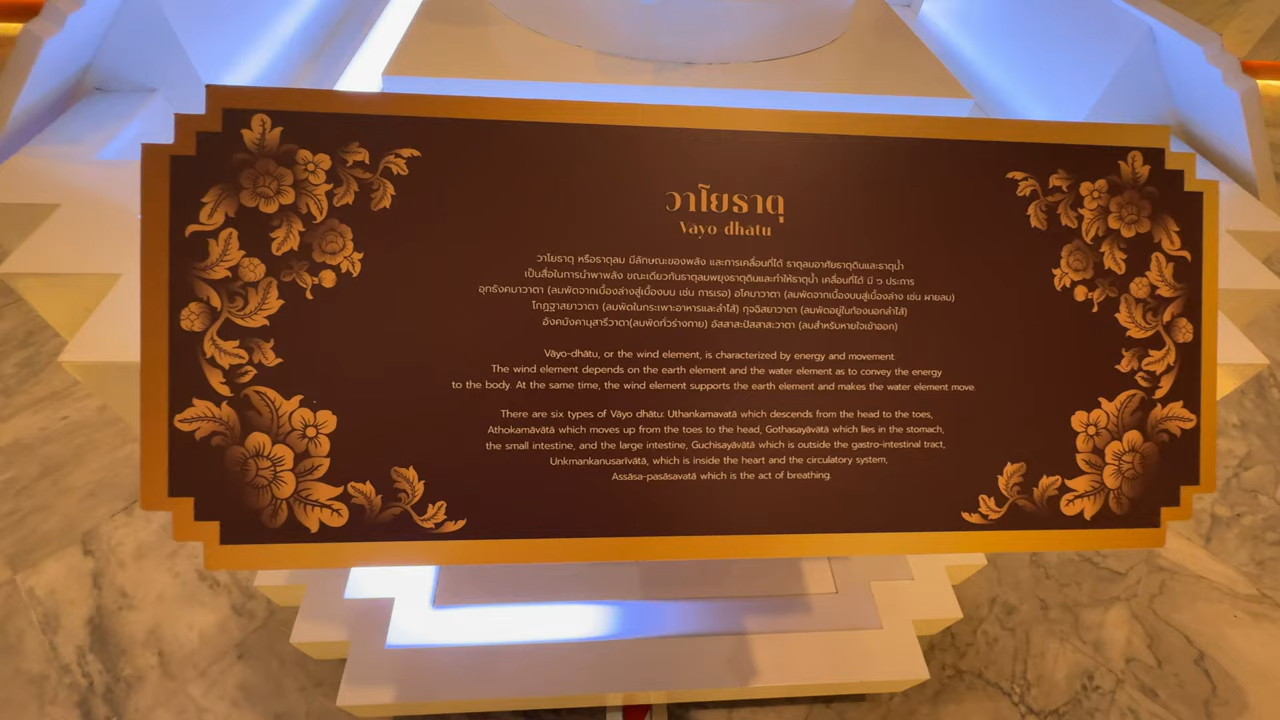 วาโยธาตุ
Vāyo dhātu
วาโยธาตุ หรือธาตุลม มีลักษณะของพลัง และการเคลื่อนที่ได้ ธาตุลมอาศัยธาตุดินและธาตุน้ำ
เป็นสื่อในการนำพาพลัง ขณะเดียวกันธาตุลมพยุงธาตุดินและทำให้ธาตุน้ำ เคลื่อนที่ได้ มี ๖ ประการ
อุทธังคมาวาตา (ลมพัดจากเบื้องล่างสู่เบื้องบน เช่น การเรอ) อโคมาวาตา (ลมพัดจากเบื้องบนสู่เบื้องล่าง เช่น ผายลม)
โกฏฐาสยาวาตา (ลมพัดในกระเพาะอาหารและลำไส้) กุจฉิสยาวาตา (ลมพัดอยู่ในท้องนอกลำไส้)
อังคมังคานุสารีวาตา(ลมพัดทั่วร่างกาย) อัสสาสะปัสสาสะวาตา (ลมสำหรับหายใจเข้าออก)
Vāyo-dhātu, or the wind element, is characterized by energy and movement.
The wind element depends on the earth element and the water element as to convey the energy
to the body. At the same time, the wind element supports the earth element and makes the water element move.
There are six types of Vāyo dhātu: Uthankamavatā which descends from the head to the toes,
Athokamāvātā which moves up from the toes to the head, Gothasayāvātā which lies in the stomach,
the small intestine, and the large intestine, Guchisayāvātā which is outside the gastro-intestinal tract,
Unkmankanusarīvātā, which is inside the heart and the circulatory system,
Assāsa-pasāsavatā which is the act of breathing.